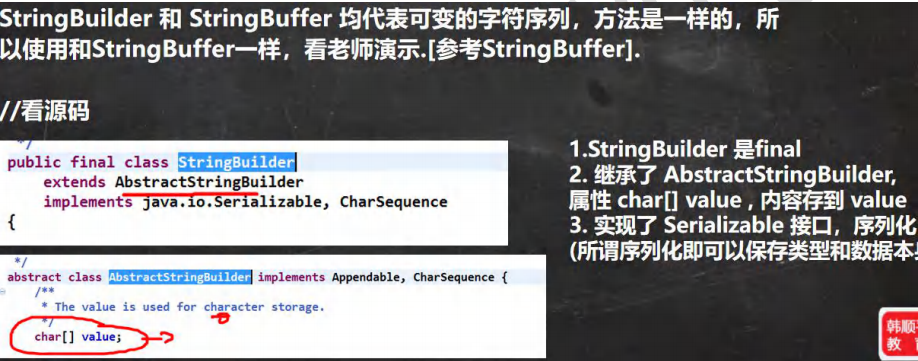 StringBuilder 和 StringBuffer 均代表可变的字符序列，方法是一样的，所
以使用和StringBuffer一样，看老师演示.[参考StringBuffer].
//看源码
*/
public final class StringBuilder
extends AbstractStringBuilder
implements java.io.Serializable, CharSequence
{
*/
abstract class AbstractStringBuilder implements Appendable, CharSequence {
/**
* The value is used for character storage.
*/
char[] value;
1.StringBuilder 是final
2. 继承了 AbstractStringBuilder,
属性 char[] value , 内容存到 value
3. 实现了 Serializable 接口，序列化
(所谓序列化即可以保存类型和数据本
韩顺
教